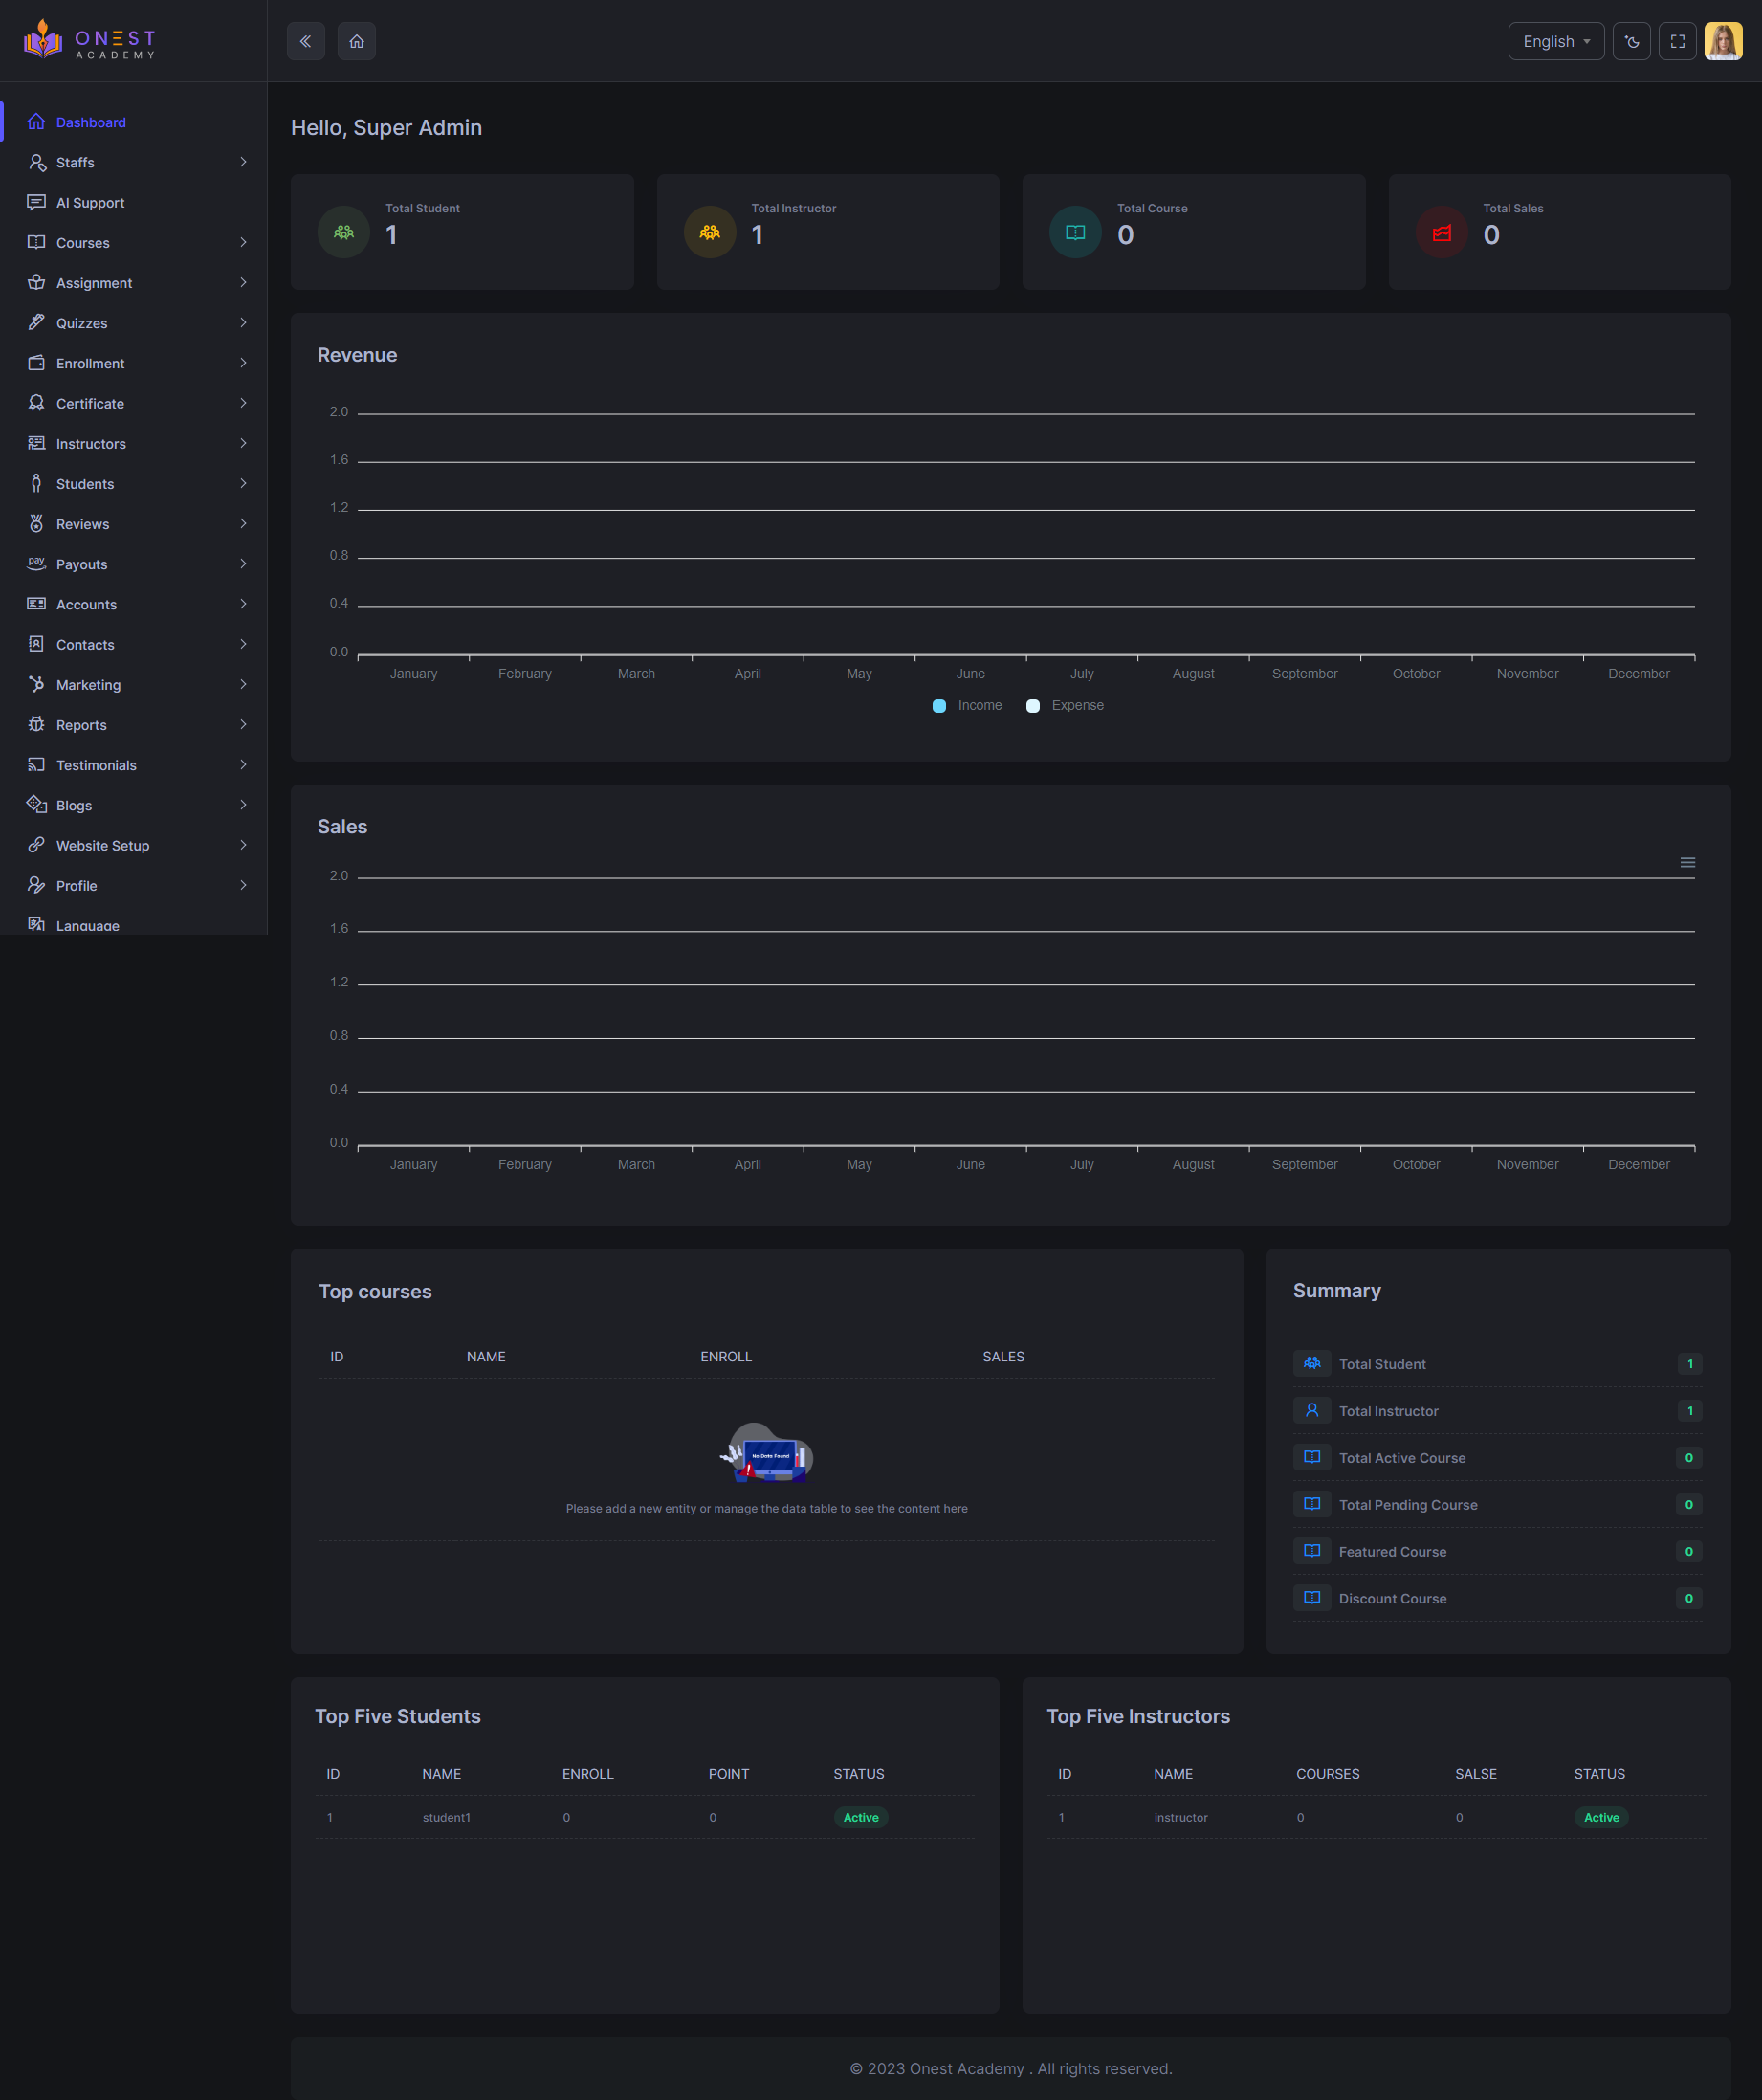 ONEST
ACADEMY
English
Dashboard
Staffs
AI Support
Courses
Assignment
Quizzes
Enrollment
Certificate
Instructors
Students
Reviews
pay
Payouts
Accounts
Contacts
Marketing
Reports
Testimonials
Blogs
Website Setup
Profile
Language
Hello, Super Admin
Total Student
1
Total Instructor
1
Total Course
0
Total Sales
0
Revenue
2.0
1.6
1.2
0.8
0.4
0.0
January February March April May June July August September October November December
Income Expense
Sales
2.0
1.6
1.2
0.8
0.4
0.0
January February March April May June July August September October November December
Top courses
ID NAME ENROLL SALES
No Data Found
Please add a new entity or manage the data table to see the content here
Summary
Total Student 1
Total Instructor 1
Total Active Course 0
Total Pending Course 0
Featured Course 0
Discount Course 0
Top Five Students
ID NAME ENROLL POINT STATUS
1 student1 0 0 Active
Top Five Instructors
ID NAME COURSES SALSE STATUS
1 instructor 0 0 Active
© 2023 Onest Academy . All rights reserved.